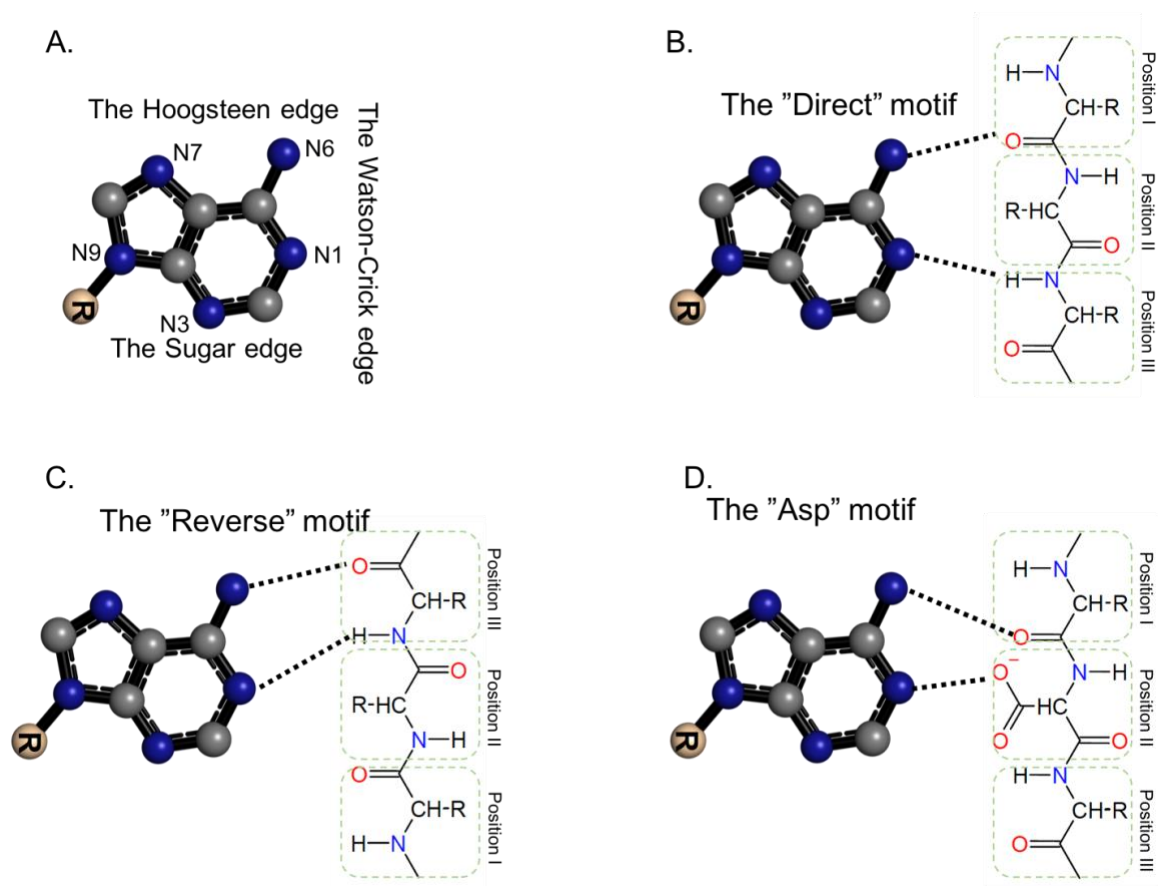 A.
The Hoogsteen edge
The Watson-Crick edge
N7
N6
N9
N1
N3
The Sugar edge
R
B.
The ”Direct” motif
H
N
CH-R
O
Position I
N
H
R-HC
O
Position II
H
N
CH-R
O
Position III
R
C.
The ”Reverse” motif
O
CH-R
H
N
Position III
O
R-HC
N
H
Position II
O
CH-R
H
N
Position I
R
D.
The ”Asp” motif
H
N
CH-R
O
Position I
O−
N
H
HC
O
O
Position II
H
N
CH-R
O
Position III
R